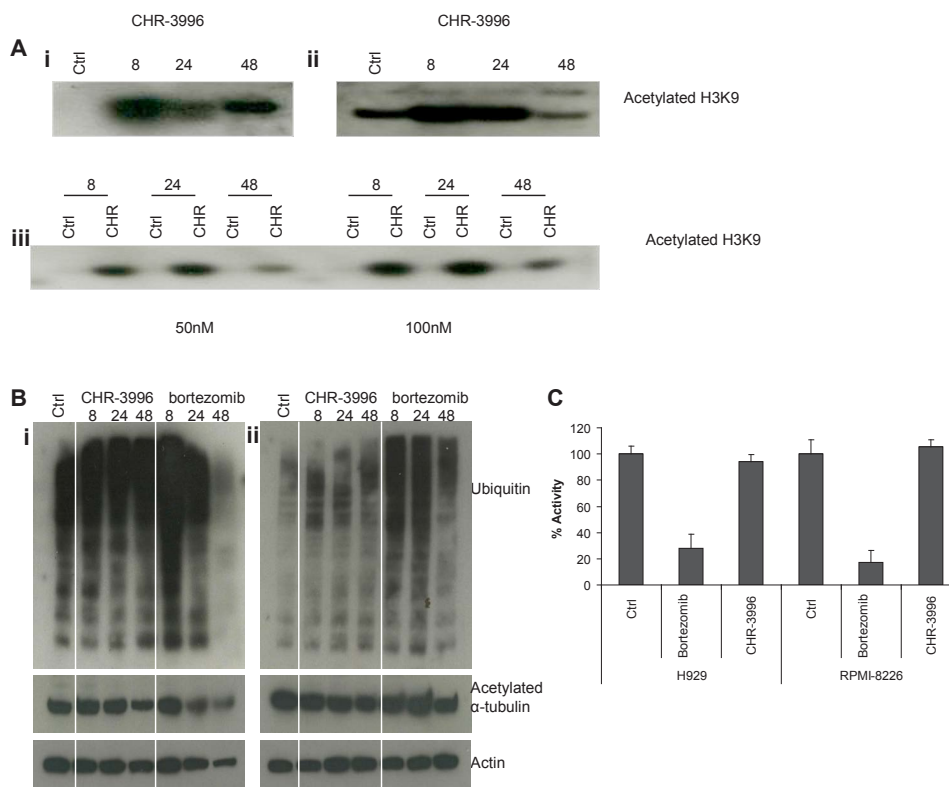 CHR-3996 CHR-3996
A i Ctrl 8 24 48 ii Ctrl 8 24 48
Acetylated H3K9
8 24 48 8 24 48
iii Ctrl CHR Ctrl CHR Ctrl CHR Ctrl CHR Ctrl CHR Ctrl CHR
Acetylated H3K9
50nM 100nM
B Ctrl CHR-3996 bortezomib Ctrl CHR-3996 bortezomib
i 8 24 48 8 24 48 ii 8 24 48 8 24 48
Ubiquitin
Acetylated
α-tubulin
Actin
C
% Activity
120
100
80
60
40
20
0
Ctrl Bortezomib CHR-3996 Ctrl Bortezomib CHR-3996
H929 RPMI-8226